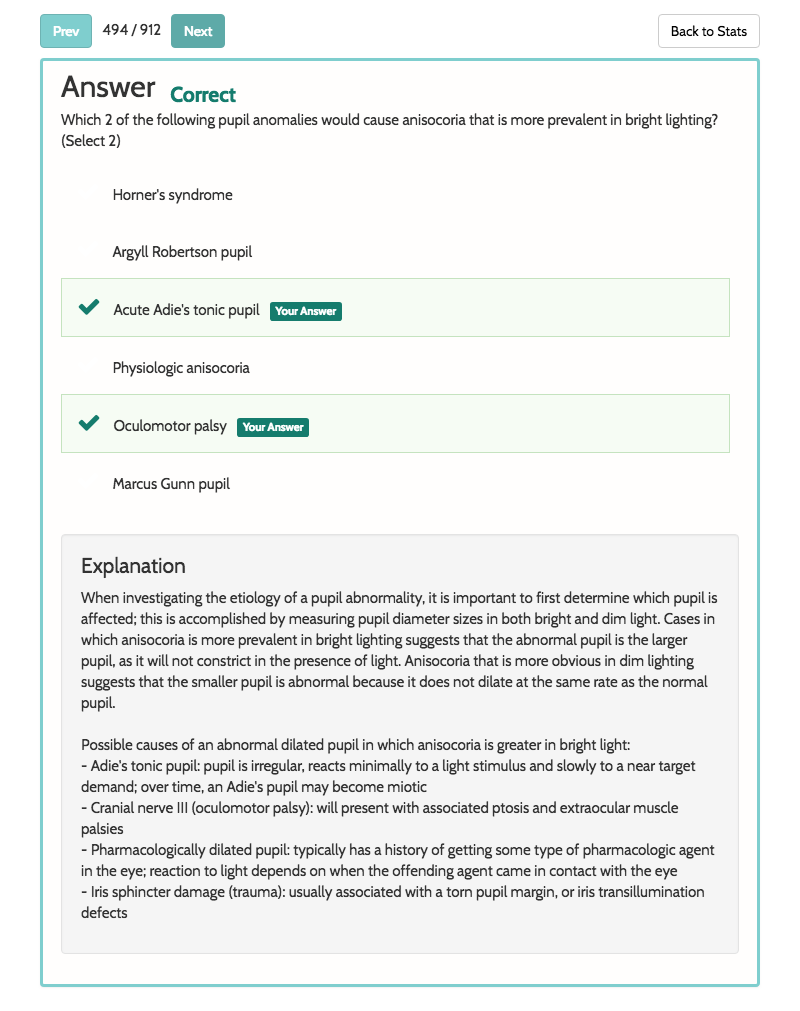 Prev 494 / 912 Next Back to Stats
Answer Correct
Which 2 of the following pupil anomalies would cause anisocoria that is more prevalent in bright lighting?
(Select 2)
Horner's syndrome
Argyll Robertson pupil
Acute Adie's tonic pupil Your Answer
Physiologic anisocoria
Oculomotor palsy Your Answer
Marcus Gunn pupil
Explanation
When investigating the etiology of a pupil abnormality, it is important to first determine which pupil is
affected; this is accomplished by measuring pupil diameter sizes in both bright and dim light. Cases in
which anisocoria is more prevalent in bright lighting suggests that the abnormal pupil is the larger
pupil, as it will not constrict in the presence of light. Anisocoria that is more obvious in dim lighting
suggests that the smaller pupil is abnormal because it does not dilate at the same rate as the normal
pupil.
Possible causes of an abnormal dilated pupil in which anisocoria is greater in bright light:
- Adie's tonic pupil: pupil is irregular, reacts minimally to a light stimulus and slowly to a near target
demand; over time, an Adie's pupil may become miotic
- Cranial nerve III (oculomotor palsy): will present with associated ptosis and extraocular muscle
palsies
- Pharmacologically dilated pupil: typically has a history of getting some type of pharmacologic agent
in the eye; reaction to light depends on when the offending agent came in contact with the eye
- Iris sphincter damage (trauma): usually associated with a torn pupil margin, or iris transillumination
defects